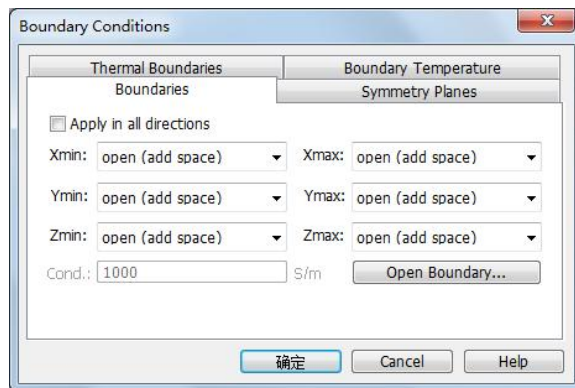 Boundary Conditions
Thermal Boundaries Boundary Temperature
Boundaries Symmetry Planes
Apply in all directions
Xmin: open (add space) Xmax: open (add space)
Ymin: open (add space) Ymax: open (add space)
Zmin: open (add space) Zmax: open (add space)
Cond.: 1000 S/m Open Boundary...
确定 Cancel Help